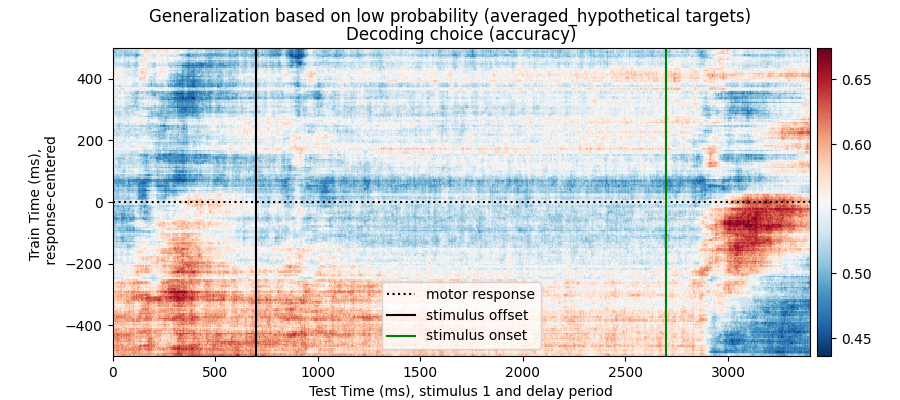 Generalization based on low probability (averaged_hypothetical targets)
Decoding choice (accuracy)
Train Time (ms),
response-centered
400
200
0
−200
−400
motor response
stimulus offset
stimulus onset
0.65
0.60
0.55
0.50
0.45
0 500 1000 1500 2000 2500 3000
Test Time (ms), stimulus 1 and delay period